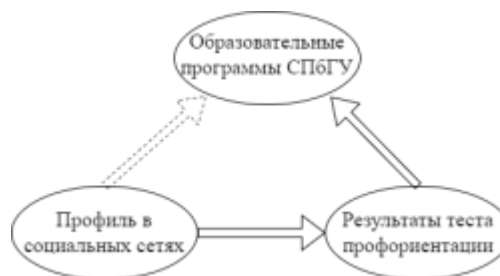 Образовательные
программы СПбГУ
Профиль в
социальных сетях
Результаты теста
профориентации